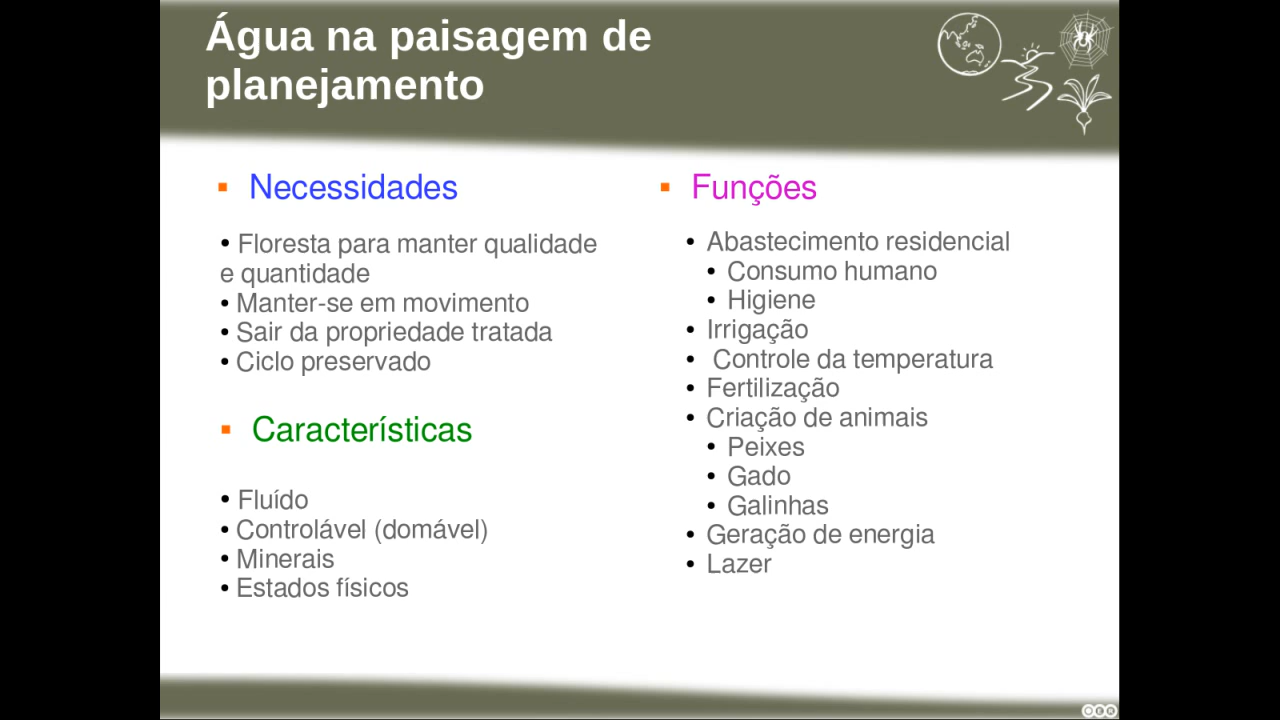 Água na paisagem de
planejamento
▪ Necessidades
• Floresta para manter qualidade
e quantidade
• Manter-se em movimento
• Sair da propriedade tratada
• Ciclo preservado
▪ Características
• Fluído
• Controlável (domável)
• Minerais
• Estados físicos
▪ Funções
• Abastecimento residencial
• Consumo humano
• Higiene
• Irrigação
• Controle da temperatura
• Fertilização
• Criação de animais
• Peixes
• Gado
• Galinhas
• Geração de energia
• Lazer
OER